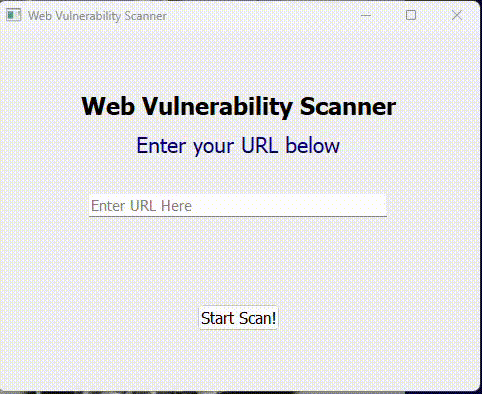 Web Vulnerability Scanner
Web Vulnerability Scanner
Enter your URL below
Enter URL Here
Start Scan!